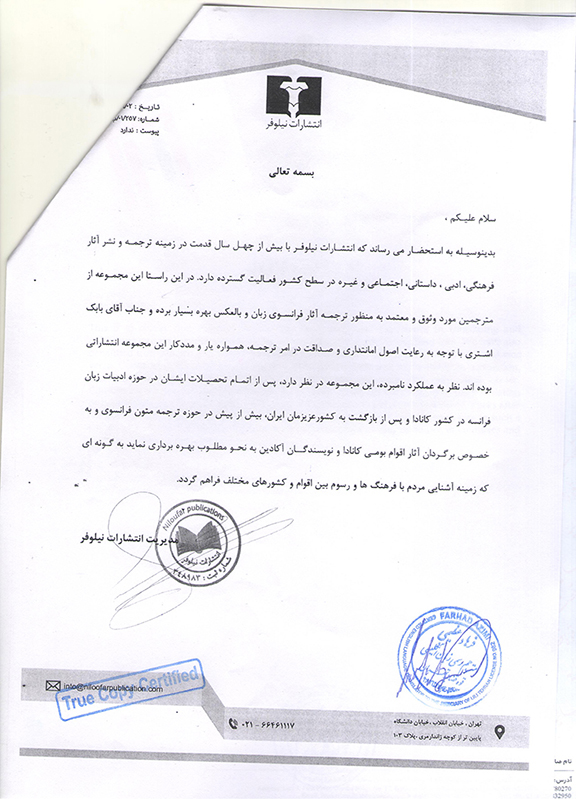 انتشارات نیلوفر
تاریخ :
شماره:
پیوست : ندارد
بسمه تعالی
سلام علیکم ،
بدینوسیله به استحضار می رساند که انتشارات نیلوفر با بیش از چهل سال قدمت در زمینه ترجمه و نشر آثار
فرهنگی، ادبی ، داستانی، اجتماعی و غیره در سطح کشور فعالیت گسترده دارد. در این راستا این مجموعه از
مترجمین مورد وثوق و معتمد به منظور ترجمه آثار فرانسوی زبان و بالعکس بهره بسیار برده و جناب آقای بابک
اشتری با توجه به رعایت اصول امانتداری و صداقت در امر ترجمه، همواره یار و مددکار این مجموعه انتشاراتی
بوده اند. نظر به عملکرد نامبرده، این مجموعه در نظر دارد، پس از اتمام تحصیلات ایشان در حوزه ادبیات زبان
فرانسه در کشور کانادا و پس از بازگشت به کشورعزیزمان ایران، بیش از پیش در حوزه ترجمه متون فرانسوی و به
خصوص برگردان آثار اقوام بومی کانادا و نویسندگان آکادین به نحو مطلوب بهره برداری نماید به گونه ای
که زمینه آشنایی مردم با فرهنگ ها و رسوم بین اقوام و کشورهای مختلف فراهم گردد.
مدیریت انتشارات نیلوفر
Niloufar publications
انتشارات نیلوفر
شماره ثبت : ۳۴۸۹۸۳
FARHAD AZIMI
info@niloofarpublication.com
True Copy Certified
۰۲۱ - ۶۶۴۶۱۱۱۷
تهران ، خیابان انقلاب ، خیابان دانشگاه
پایین تر از کوچه ژاندارمری ، پلاک ۱۰۳
آدرس:
80276
32950